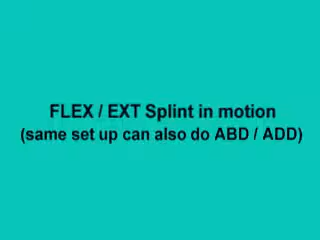 FLEX / EXT Splint in motion
(same set up can also do ABD / ADD)